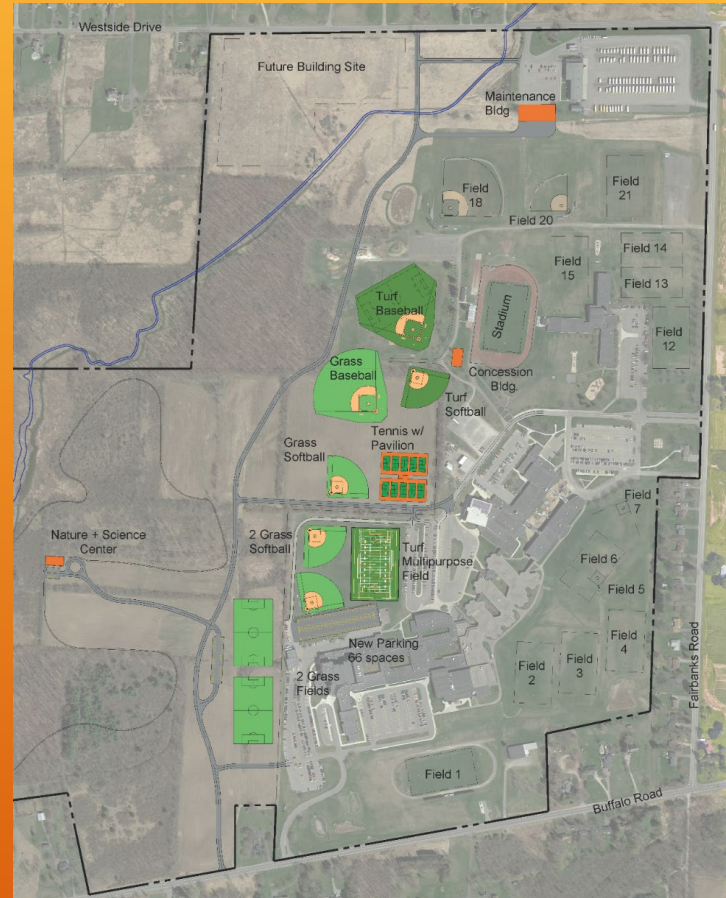 Westside Drive
Future Building Site
Maintenance
Bldg
Field
18
Field
21
Field 20
Field
15
Field 14
Field 13
Field
12
Turf
Baseball
Stadium
Grass
Baseball
Concession
Bldg.
Turf
Softball
Tennis w/
Pavilion
Grass
Softball
Field
7
2 Grass
Softball
Turf
Multipurpose
Field
Nature + Science
Center
Field 6
Field 5
Field
4
Field
3
Field
2
New Parking
66 spaces
2 Grass
Fields
Fairbanks Road
Field 1
Buffalo Road